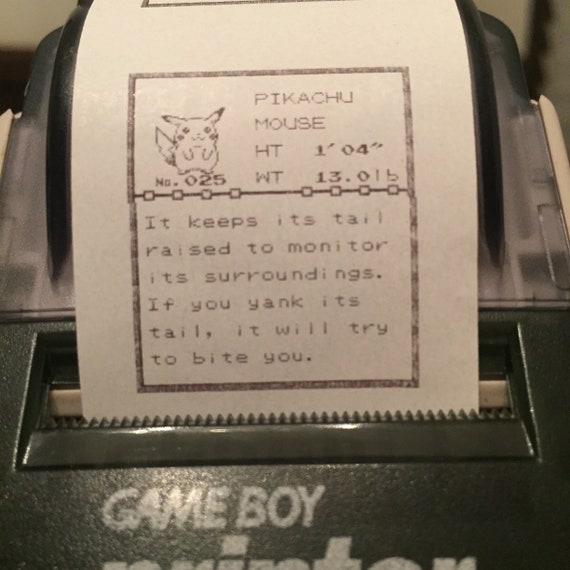 PIKACHU
MOUSE
HT 1'04"
No.025 WT 13.0lb
It keeps its tail
raised to monitor
its surroundings.
If you yank its
tail, it will try
to bite you.
GAME BOY
printer